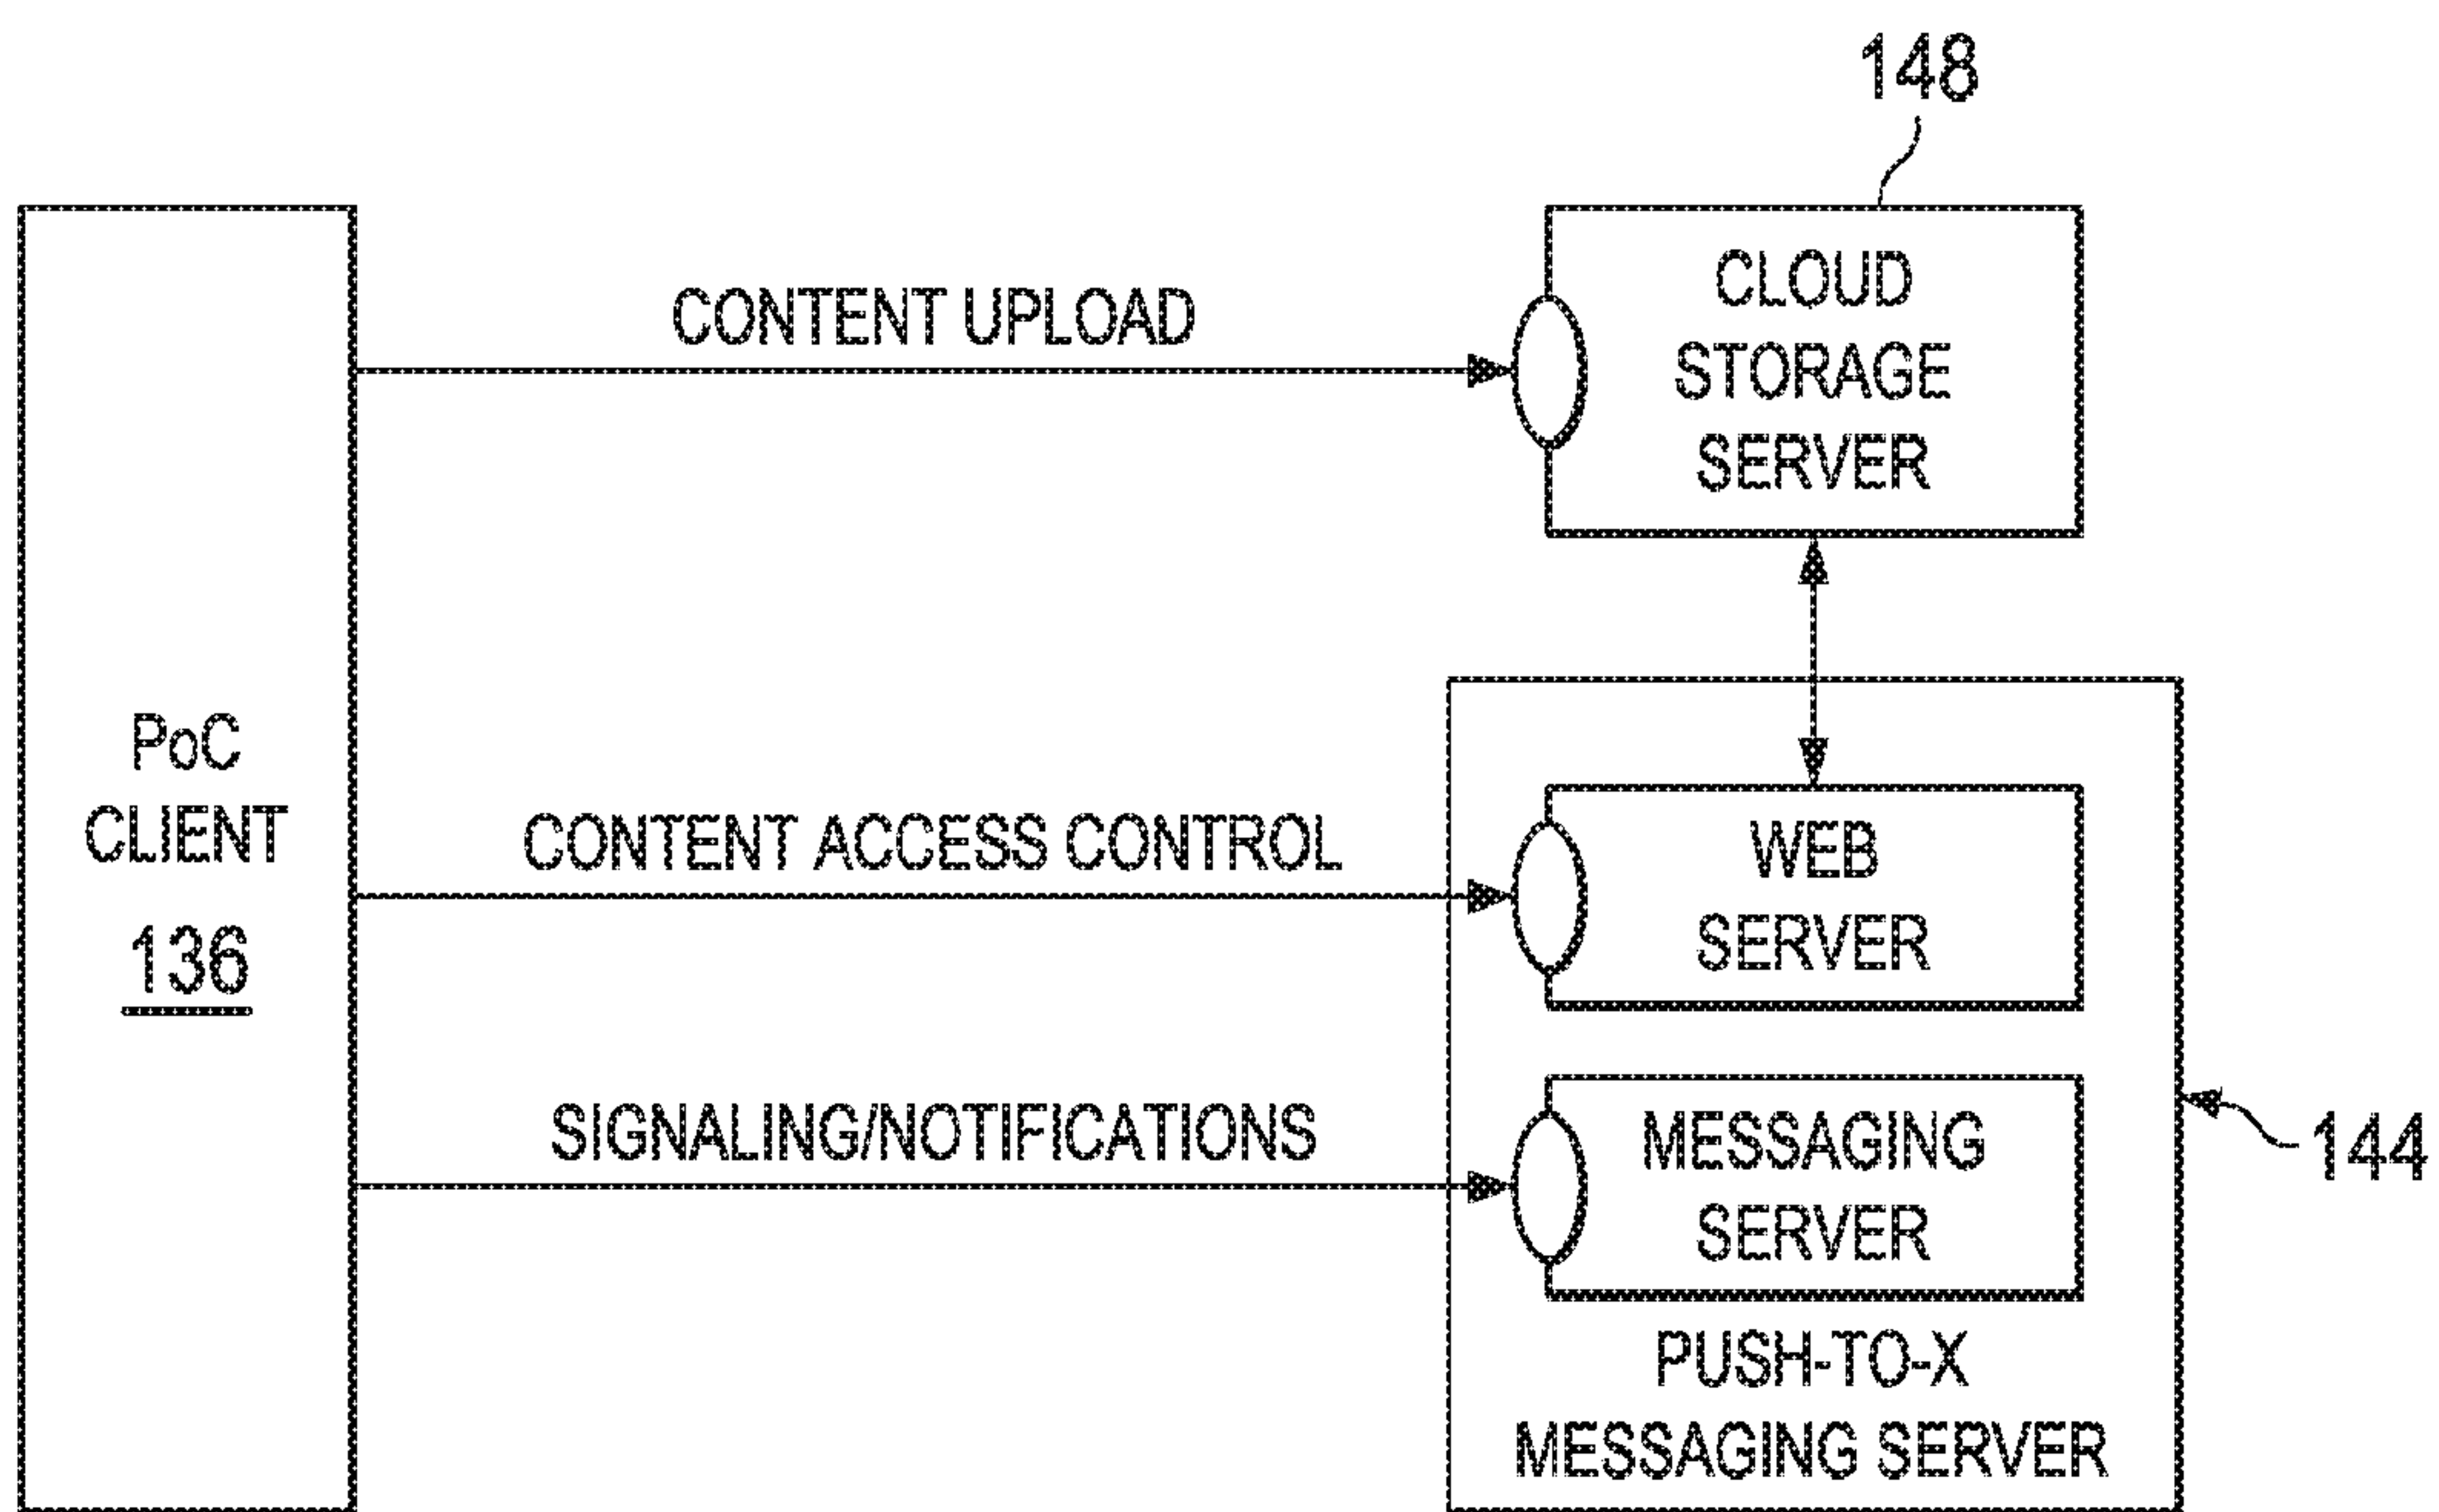 148
CLOUD
STORAGE
SERVER
CONTENT UPLOAD
PoC
CLIENT
136
CONTENT ACCESS CONTROL
WEB
SERVER
SIGNALING/NOTIFICATIONS
MESSAGING
SERVER
144
PUSH-TO-X
MESSAGING SERVER